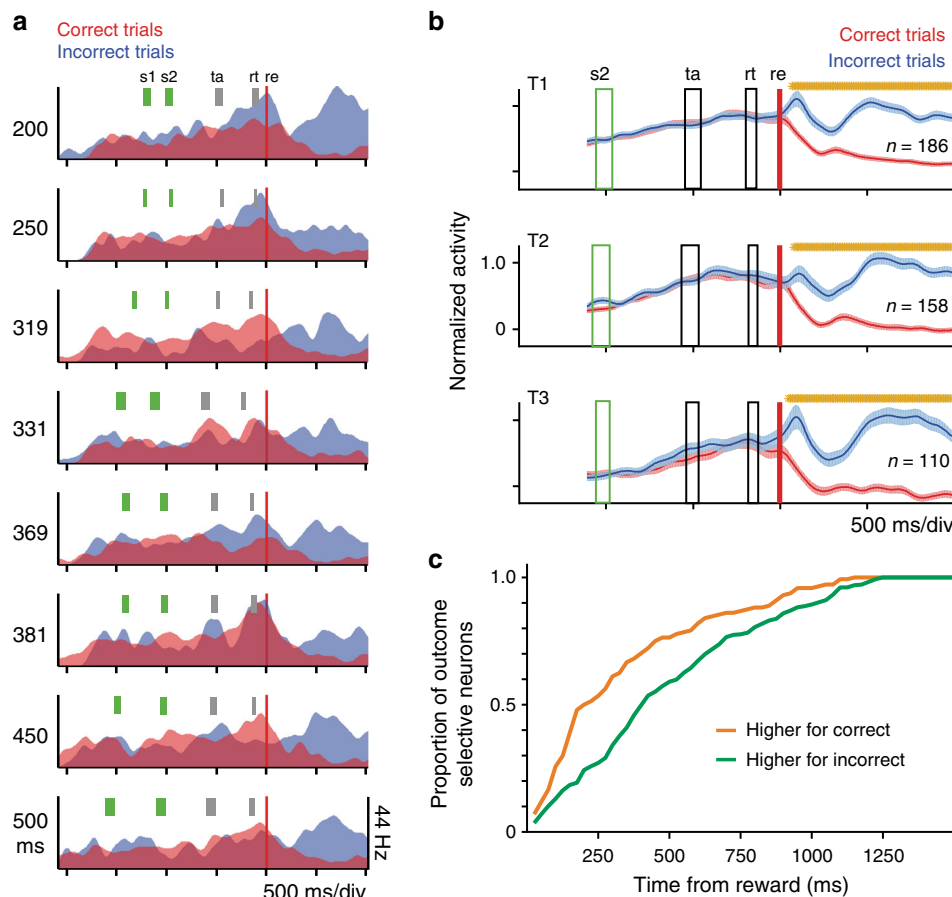 a
Correct trials
Incorrect trials
s1 s2 ta rt re
200
250
319
331
369
381
450
500
ms
44 Hz
500 ms/div
b
Correct trials
Incorrect trials
s2 ta rt re
T1
n = 186
T2
1.0
0
n = 158
Normalized activity
T3
n = 110
500 ms/div
c
1.0
0.5
0
Proportion of outcome
selective neurons
Higher for correct
Higher for incorrect
250 500 750 1000 1250
Time from reward (ms)